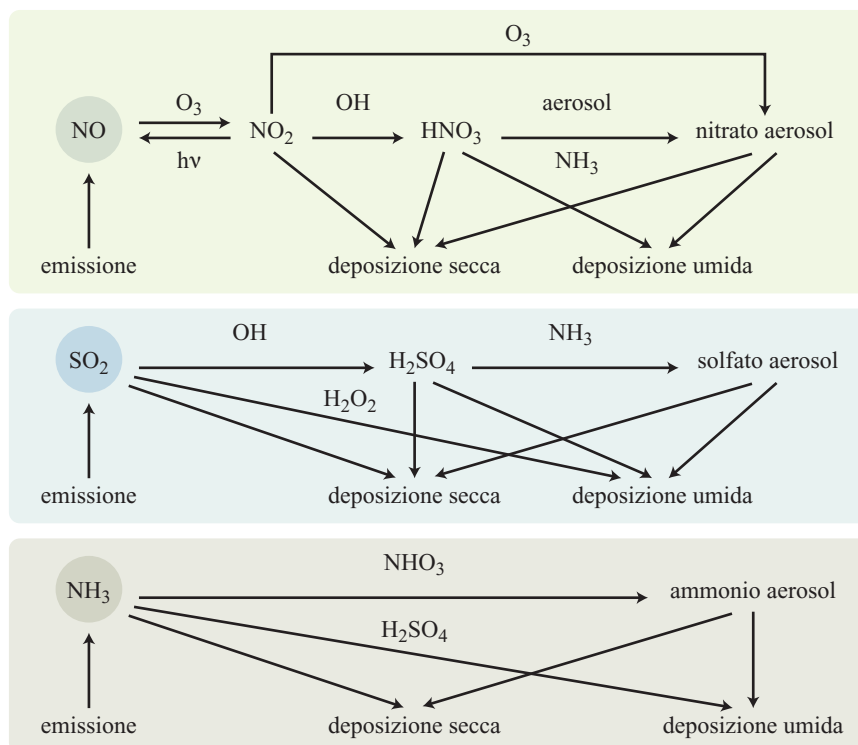 O₃
NO O₃ NO₂ OH HNO₃ aerosol nitrato aerosol
hν NH₃
emissione deposizione secca deposizione umida
OH NH₃
SO₂ H₂SO₄ solfato aerosol
H₂O₂
emissione deposizione secca deposizione umida
NHO₃
NH₃ ammonio aerosol
H₂SO₄
emissione deposizione secca deposizione umida